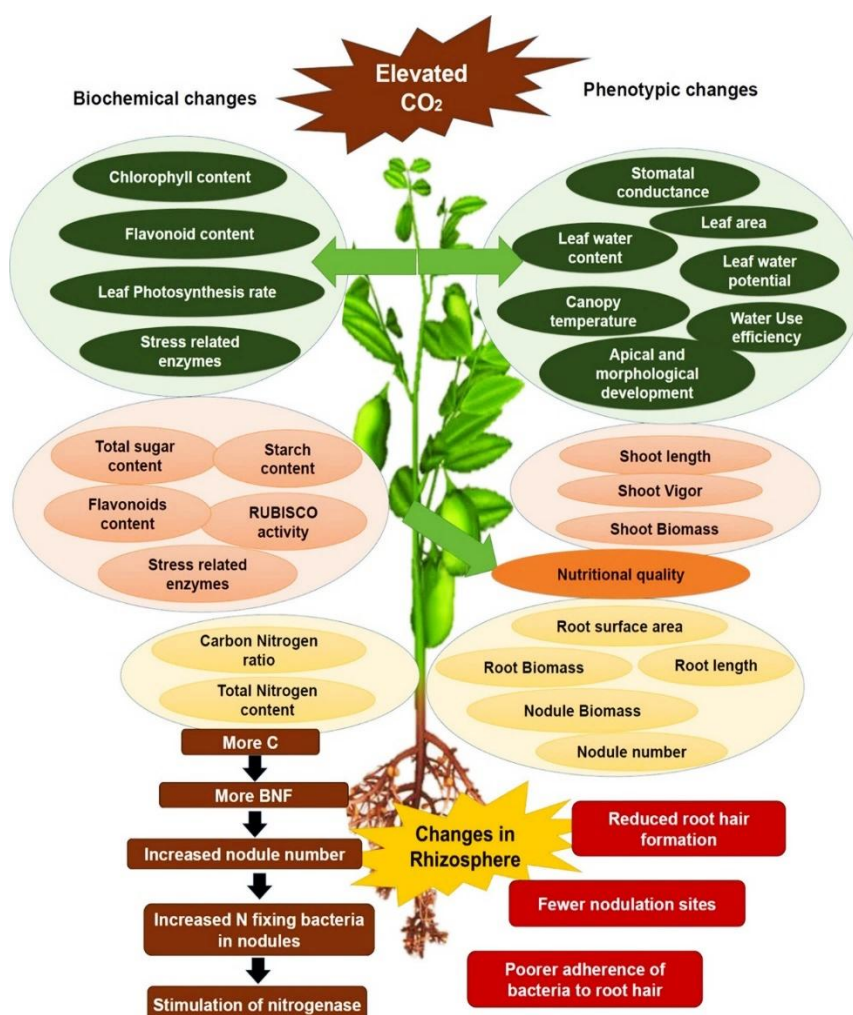 Elevated
CO₂
Biochemical changes
Phenotypic changes
Chlorophyll content
Flavonoid content
Leaf Photosynthesis rate
Stress related
enzymes
Stomatal
conductance
Leaf area
Leaf water
content
Leaf water
potential
Canopy
temperature
Water Use
efficiency
Apical and
morphological
development
Total sugar
content
Starch
content
Flavonoids
content
RUBISCO
activity
Stress related
enzymes
Shoot length
Shoot Vigor
Shoot Biomass
Nutritional quality
Carbon Nitrogen
ratio
Total Nitrogen
content
Root surface area
Root Biomass
Root length
Nodule Biomass
Nodule number
More C
More BNF
Increased nodule number
Increased N fixing bacteria
in nodules
Stimulation of nitrogenase
Changes in
Rhizosphere
Reduced root hair
formation
Fewer nodulation sites
Poorer adherence of
bacteria to root hair